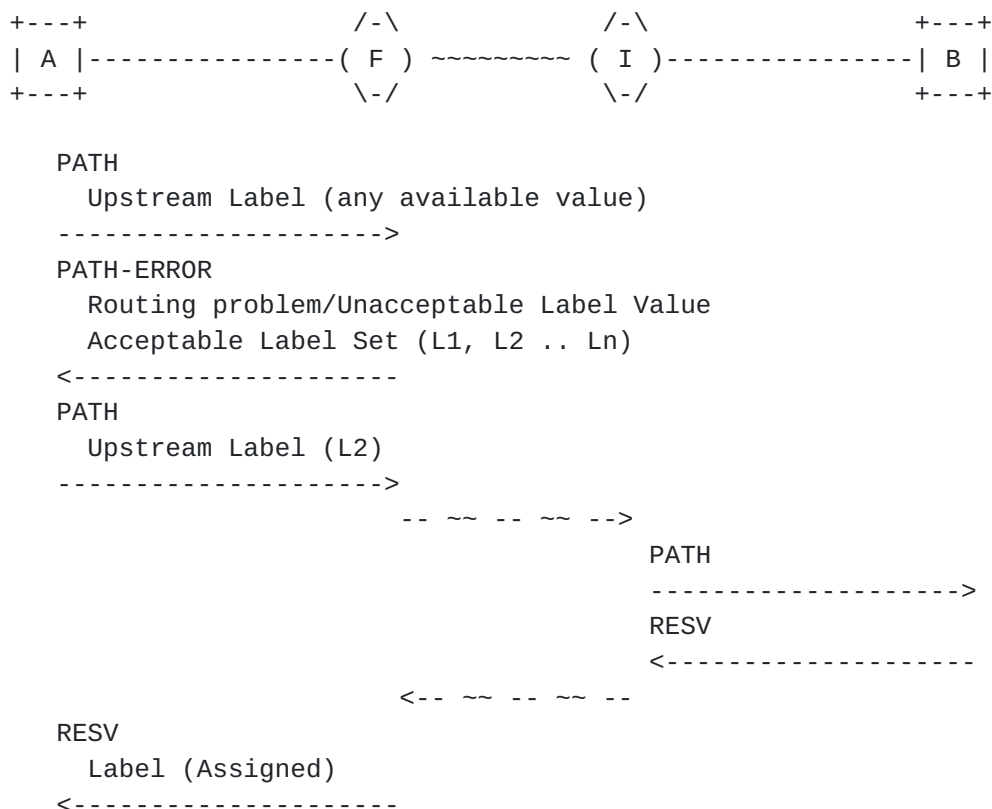 +---+                /-\             /-\                +---+
| A |----------------( F ) ~~~~~~~~~ ( I )----------------| B |
+---+                \-/             \-/                +---+
PATH
Upstream Label (any available value)
--------------------->
PATH-ERROR
Routing problem/Unacceptable Label Value
Acceptable Label Set (L1, L2 .. Ln)
<---------------------
PATH
Upstream Label (L2)
--------------------->
-- ~~ -- ~~ -->
PATH
-------------------->
RESV
<--------------------
<-- ~~ -- ~~ --
RESV
Label (Assigned)
<---------------------